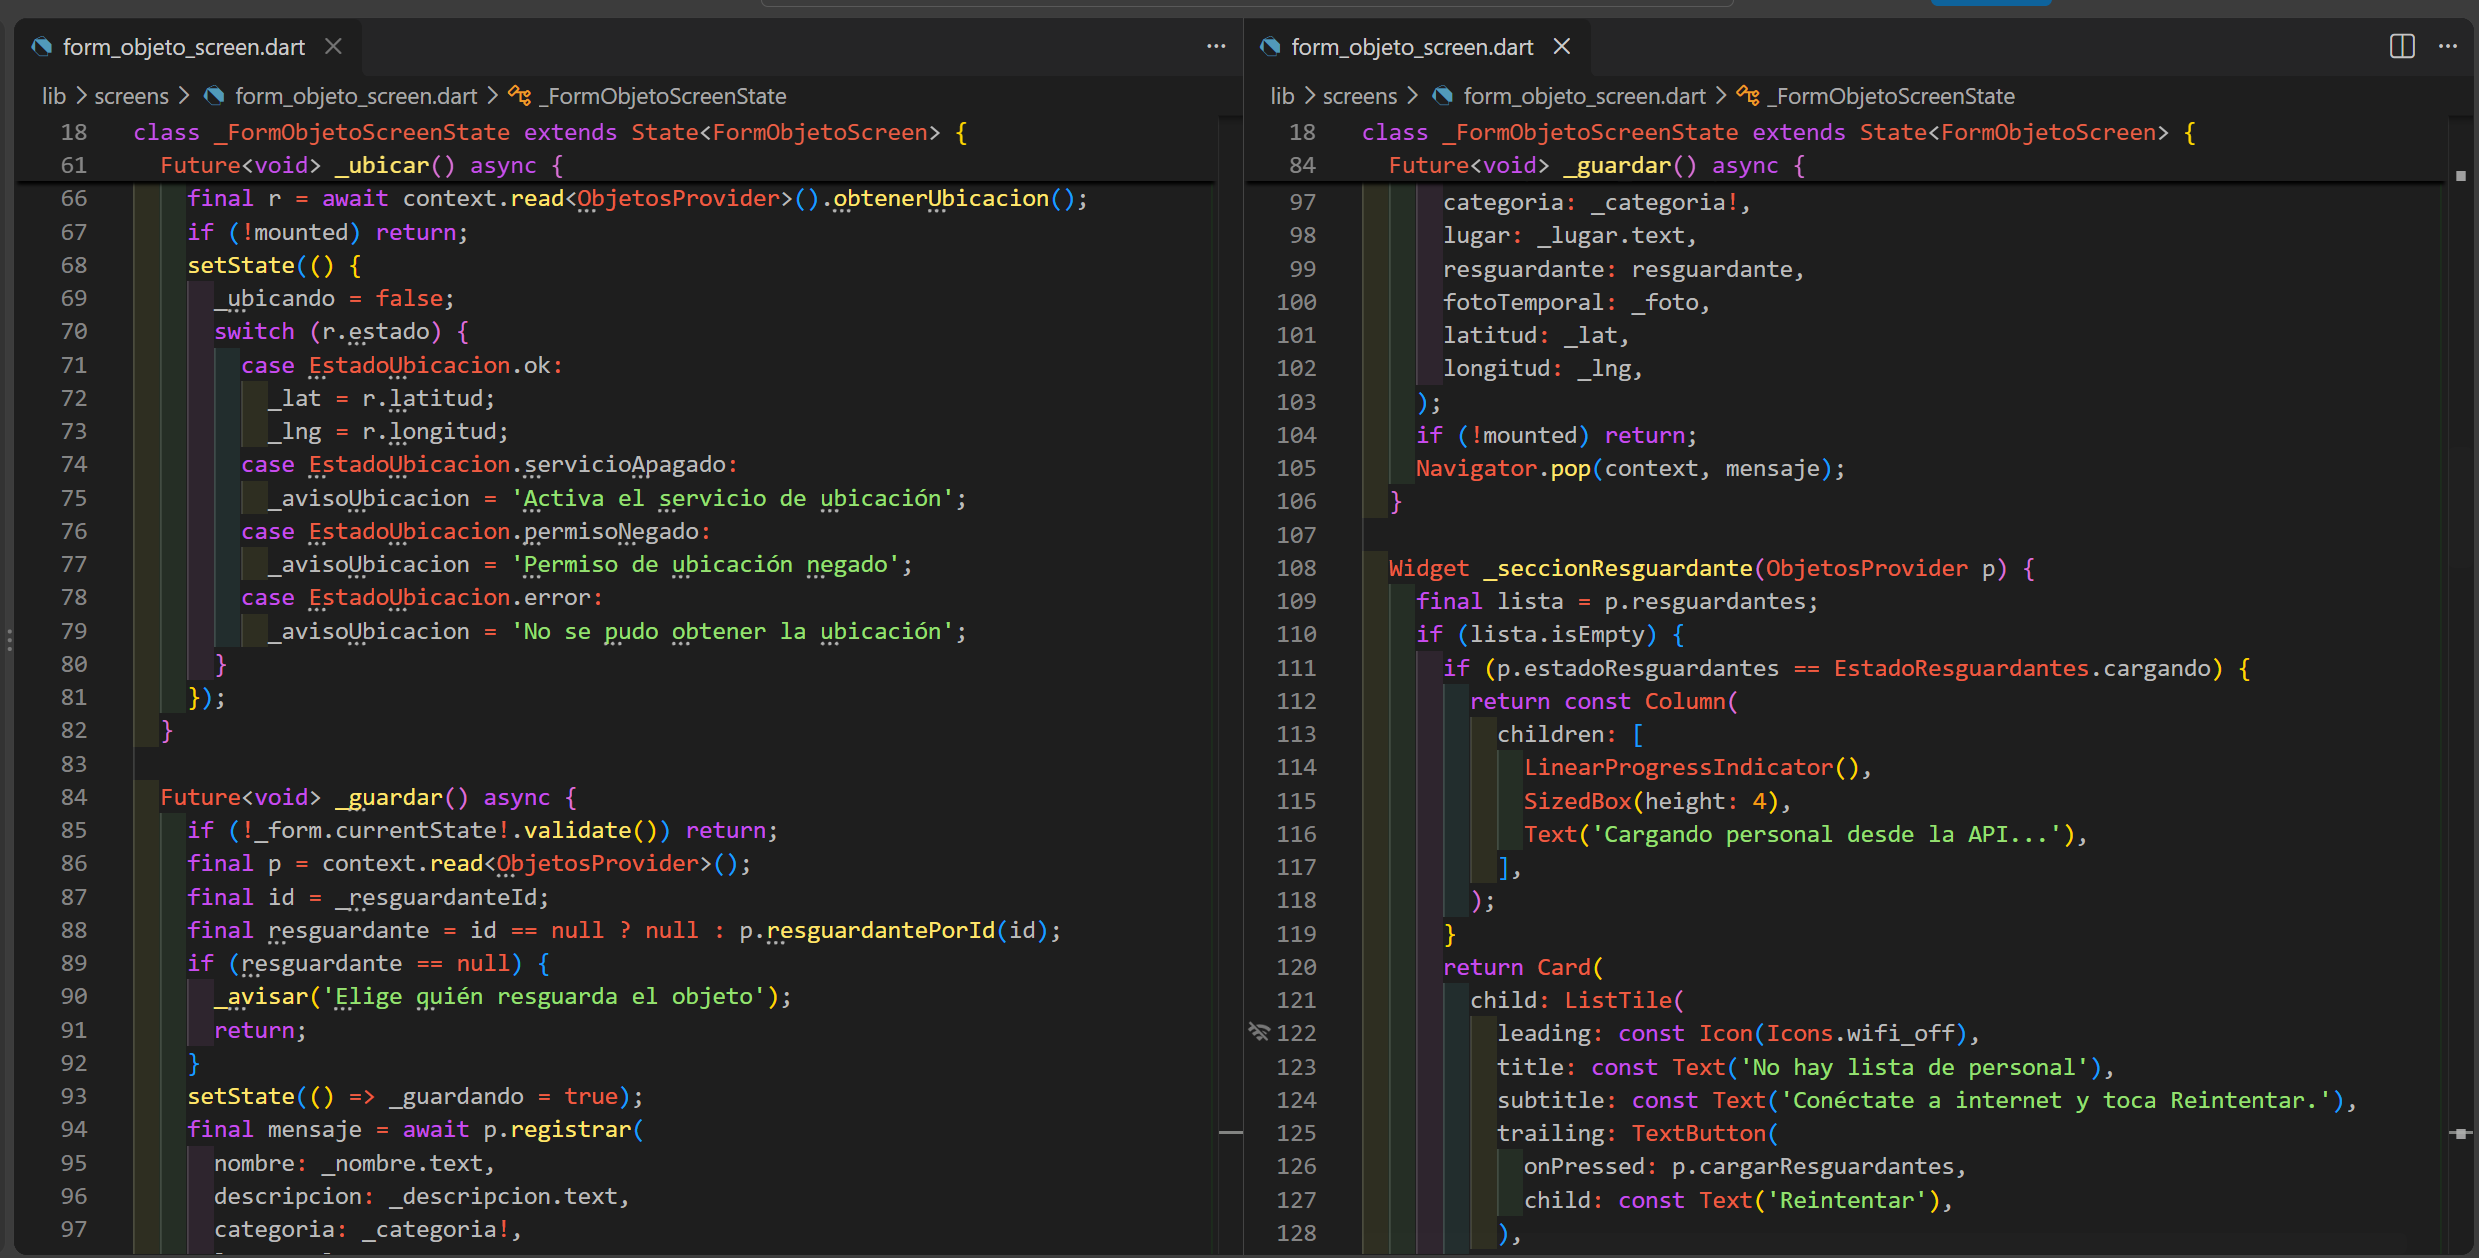 form_objeto_screen.dart
lib > screens > form_objeto_screen.dart > _FormObjetoScreenState
18 class _FormObjetoScreenState extends State<FormObjetoScreen> {
61   Future<void> _ubicar() async {
66     final r = await context.read<ObjetosProvider>().obtenerUbicacion();
67     if (!mounted) return;
68     setState(() {
69       _ubicando = false;
70       switch (r.estado) {
71         case EstadoUbicacion.ok:
72           _lat = r.latitud;
73           _lng = r.longitud;
74         case EstadoUbicacion.servicioApagado:
75           _avisoUbicacion = 'Activa el servicio de ubicación';
76         case EstadoUbicacion.permisoNegado:
77           _avisoUbicacion = 'Permiso de ubicación negado';
78         case EstadoUbicacion.error:
79           _avisoUbicacion = 'No se pudo obtener la ubicación';
80       }
81     });
82   }
83
84   Future<void> _guardar() async {
85     if (!_form.currentState!.validate()) return;
86     final p = context.read<ObjetosProvider>();
87     final id = _resguardanteId;
88     final resguardante = id == null ? null : p.resguardantePorId(id);
89     if (resguardante == null) {
90       _avisar('Elige quién resguarda el objeto');
91       return;
92     }
93     setState(() => _guardando = true);
94     final mensaje = await p.registrar(
95       nombre: _nombre.text,
96       descripcion: _descripcion.text,
97       categoria: _categoria!,
form_objeto_screen.dart
lib > screens > form_objeto_screen.dart > _FormObjetoScreenState
18 class _FormObjetoScreenState extends State<FormObjetoScreen> {
84   Future<void> _guardar() async {
97       categoria: _categoria!,
98       lugar: _lugar.text,
99       resguardante: resguardante,
100       fotoTemporal: _foto,
101       latitud: _lat,
102       longitud: _lng,
103     );
104     if (!mounted) return;
105     Navigator.pop(context, mensaje);
106   }
107
108   Widget _seccionResguardante(ObjetosProvider p) {
109     final lista = p.resguardantes;
110     if (lista.isEmpty) {
111       if (p.estadoResguardantes == EstadoResguardantes.cargando) {
112         return const Column(
113           children: [
114             LinearProgressIndicator(),
115             SizedBox(height: 4),
116             Text('Cargando personal desde la API...'),
117           ],
118         );
119       }
120       return Card(
121         child: ListTile(
122           leading: const Icon(Icons.wifi_off),
123           title: const Text('No hay lista de personal'),
124           subtitle: const Text('Conéctate a internet y toca Reintentar.'),
125           trailing: TextButton(
126             onPressed: p.cargarResguardantes,
127             child: const Text('Reintentar'),
128           ),